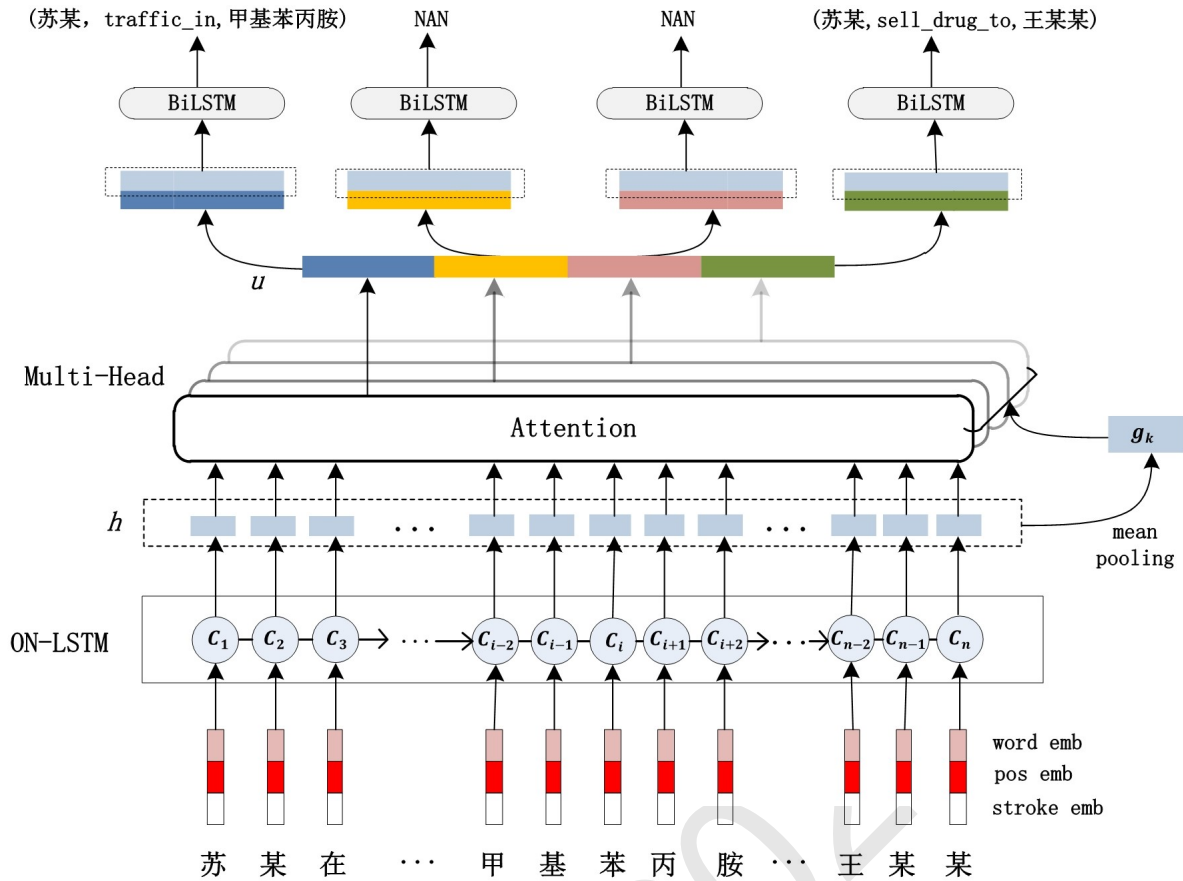 (苏某, traffic_in, 甲基苯丙胺) NAN NAN (苏某, sell_drug_to, 王某某)
BiLSTM BiLSTM BiLSTM BiLSTM
u
Multi-Head
Attention
g_k
h ... ...
mean
pooling
ON-LSTM C_1 C_2 C_3 ... C_{i-2} C_{i-1} C_i C_{i+1} C_{i+2} ... C_{n-2} C_{n-1} C_n
word emb
pos emb
stroke emb
苏 某 在 ... 甲 基 苯 丙 胺 ... 王 某 某